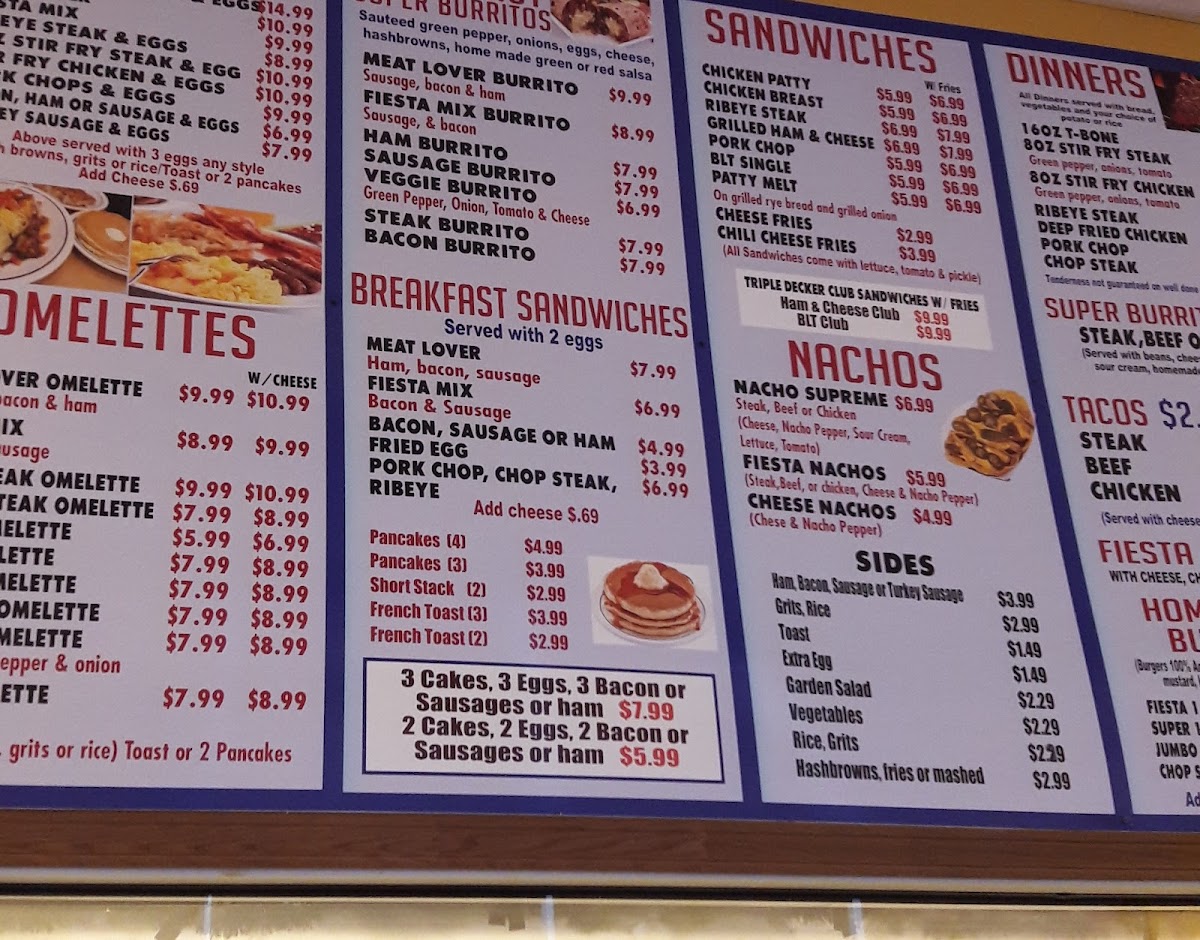 & EGGS $14.99
STA MIX $10.99
EYE STEAK & EGGS $9.99
Z STIR FRY STEAK & EGG $8.99
R FRY CHICKEN & EGGS $10.99
RK CHOPS & EGGS $10.99
N, HAM OR SAUSAGE & EGGS $9.99
EY SAUSAGE & EGGS $6.99
$7.99
Above served with 3 eggs any style
h browns, grits or rice/Toast or 2 pancakes
Add Cheese $.69
OMELETTES
W/CHEESE
OVER OMELETTE $9.99 $10.99
bacon & ham
IX $8.99 $9.99
usage
EAK OMELETTE $9.99 $10.99
TEAK OMELETTE $7.99 $8.99
MELETTE $5.99 $6.99
LETTE $7.99 $8.99
MELETTE $7.99 $8.99
OMELETTE $7.99 $8.99
MELETTE $7.99 $8.99
epper & onion
ETTE $7.99 $8.99
, grits or rice) Toast or 2 Pancakes
SUPER BURRITOS
Sauteed green pepper, onions, eggs, cheese,
hashbrowns, home made green or red salsa
MEAT LOVER BURRITO $9.99
Sausage, bacon & ham
FIESTA MIX BURRITO $8.99
Sausage, & bacon
HAM BURRITO $7.99
SAUSAGE BURRITO $7.99
VEGGIE BURRITO $6.99
Green Pepper, Onion, Tomato & Cheese
STEAK BURRITO $7.99
BACON BURRITO $7.99
BREAKFAST SANDWICHES
Served with 2 eggs
MEAT LOVER $7.99
Ham, bacon, sausage
FIESTA MIX $6.99
Bacon & Sausage
BACON, SAUSAGE OR HAM $4.99
FRIED EGG $3.99
PORK CHOP, CHOP STEAK, $6.99
RIBEYE
Add cheese $.69
Pancakes (4) $4.99
Pancakes (3) $3.99
Short Stack (2) $2.99
French Toast (3) $3.99
French Toast (2) $2.99
3 Cakes, 3 Eggs, 3 Bacon or
Sausages or ham $7.99
2 Cakes, 2 Eggs, 2 Bacon or
Sausages or ham $5.99
SANDWICHES
W/ Fries
CHICKEN PATTY $5.99 $6.99
CHICKEN BREAST $5.99 $6.99
RIBEYE STEAK $6.99 $7.99
GRILLED HAM & CHEESE $6.99 $7.99
PORK CHOP $5.99 $6.99
BLT SINGLE $5.99 $6.99
PATTY MELT $5.99 $6.99
On grilled rye bread and grilled onion
CHEESE FRIES $2.99
CHILI CHEESE FRIES $3.99
(All Sandwiches come with lettuce, tomato & pickle)
TRIPLE DECKER CLUB SANDWICHES W/ FRIES
Ham & Cheese Club $9.99
BLT Club $9.99
NACHOS
NACHO SUPREME $6.99
Steak, Beef or Chicken
(Cheese, Nacho Pepper, Sour Cream,
Lettuce, Tomato)
FIESTA NACHOS $5.99
(Steak,Beef, or chicken, Cheese & Nacho Pepper)
CHEESE NACHOS $4.99
(Chese & Nacho Pepper)
SIDES
Ham, Bacon, Sausage or Turkey Sausage $3.99
Grits, Rice $2.99
Toast $1.49
Extra Egg $1.49
Garden Salad $2.29
Vegetables $2.29
Rice, Grits $2.29
Hashbrowns, fries or mashed $2.99
DINNERS
All Dinners served with bread,
vegetables and your choice of
potato or rice
16OZ T-BONE
8OZ STIR FRY STEAK
Green pepper, onions, tomato
8OZ STIR FRY CHICKEN
Green pepper, onions, tomato
RIBEYE STEAK
DEEP FRIED CHICKEN
PORK CHOP
CHOP STEAK
Tenderness not guaranteed on well done
SUPER BURRI
STEAK,BEEF O
(Served with beans, chee
sour cream, homemade
TACOS $2.
STEAK
BEEF
CHICKEN
(Served with cheese
FIESTA
WITH CHEESE, CH
HOM
BU
(Burgers 100% A
mustard,
FIESTA 1
SUPER
JUMBO
CHOP S
Ad